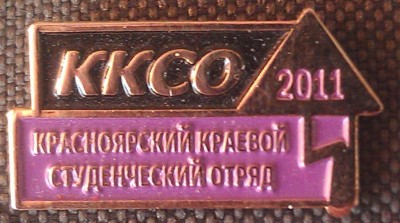 ККСО
2011
КРАСНОЯРСКИЙ КРАЕВОЙ
СТУДЕНЧЕСКИЙ ОТРЯД